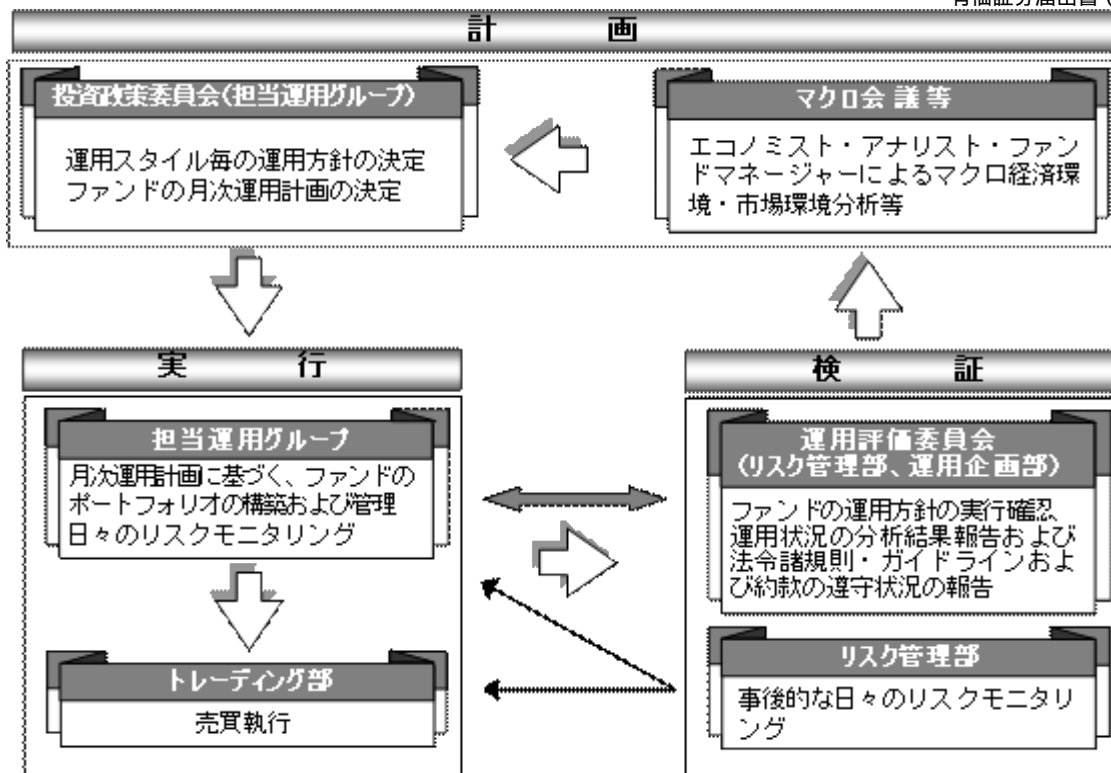 計 画
投資政策委員会(担当運用グループ)
運用スタイル毎の運用方針の決定
ファンドの月次運用計画の決定
マクロ会議等
エコノミスト・アナリスト・ファン
ドマネージャーによるマクロ経済環
境・市場環境分析等
実 行
担当運用グループ
月次運用計画に基づく、ファンドの
ポートフォリオの構築および管理
日々のリスクモニタリング
トレーディング部
売買執行
検 証
運用評価委員会
(リスク管理部、運用企画部)
ファンドの運用方針の実行確認、
運用状況の分析結果報告および
法令諸規則・ガイドラインおよ
び約款の遵守状況の報告
リスク管理部
事後的な日々のリスクモニタリ
ング